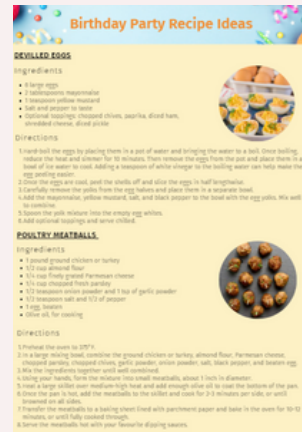 Birthday Party Recipe Ideas
DEVILLED EGGS
Ingredients
6 large eggs
2 tablespoons mayonnaise
1 teaspoon yellow mustard
Salt and pepper to taste
Optional toppings: chopped chives, paprika, diced ham,
shredded cheese, diced pickle
Directions
1. Hard-boil the eggs by placing them in a pot of water and bringing the water to a boil. Once boiling,
reduce the heat and simmer for 10 minutes. Then remove the eggs from the pot and place them in a
bowl of ice water to cool. Adding a teaspoon of white vinegar to the boiling water can help make the
egg peeling easier.
2. Once the eggs are cool, peel the shells off and slice the eggs in half lengthwise.
3. Carefully remove the yolks from the egg halves and place them in a separate bowl.
4. Add the mayonnaise, yellow mustard, salt, and black pepper to the bowl with the egg yolks. Mix well
to combine.
5. Spoon the yolk mixture into the empty egg whites.
6. Add optional toppings and serve chilled.
POULTRY MEATBALLS
Ingredients
1 pound ground chicken or turkey
1/2 cup almond flour
1/4 cup finely grated Parmesan cheese
1/4 cup chopped fresh parsley
1/2 teaspoon onion powder and 1 tsp of garlic powder
1/2 teaspoon salt and 1/2 of pepper
1 egg, beaten
Olive oil, for cooking
Directions
1. Preheat the oven to 375°F.
2. In a large mixing bowl, combine the ground chicken or turkey, almond flour, Parmesan cheese,
chopped parsley, chopped chives, garlic powder, onion powder, salt, black pepper, and beaten egg.
3. Mix the ingredients together until well combined.
4. Using your hands, form the mixture into small meatballs, about 1 inch in diameter.
5. Heat a large skillet over medium-high heat and add enough olive oil to coat the bottom of the pan.
6. Once the pan is hot, add the meatballs to the skillet and cook for 2-3 minutes per side, or until
browned on all sides.
7. Transfer the meatballs to a baking sheet lined with parchment paper and bake in the oven for 10-12
minutes, or until fully cooked through.
8. Serve the meatballs hot with your favourite dipping sauces.